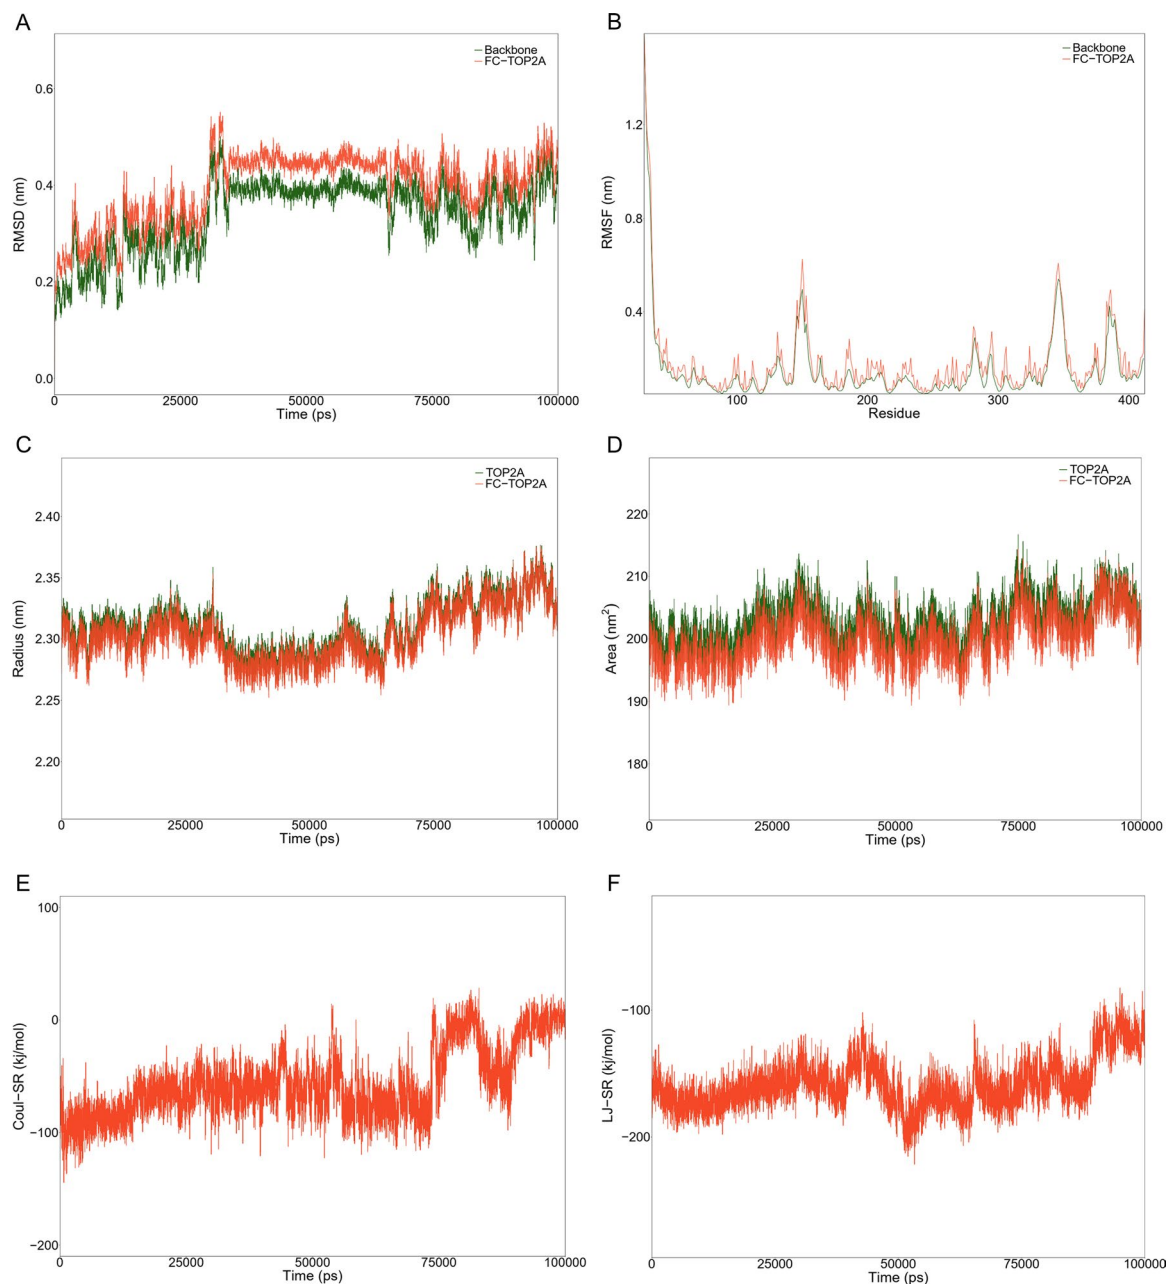 A
RMSD (nm)
0.6
0.4
0.2
0.0
Backbone
FC−TOP2A
0
25000
50000
75000
100000
Time (ps)
B
RMSF (nm)
1.2
0.8
0.4
Backbone
FC−TOP2A
100
200
300
400
Residue
C
Radius (nm)
2.40
2.35
2.30
2.25
2.20
TOP2A
FC−TOP2A
0
25000
50000
75000
100000
Time (ps)
D
Area (nm²)
220
210
200
190
180
TOP2A
FC−TOP2A
0
25000
50000
75000
100000
Time (ps)
E
Coul−SR (kj/mol)
100
0
−100
−200
0
25000
50000
75000
100000
Time (ps)
F
LJ−SR (kj/mol)
−100
−200
0
25000
50000
75000
100000
Time (ps)